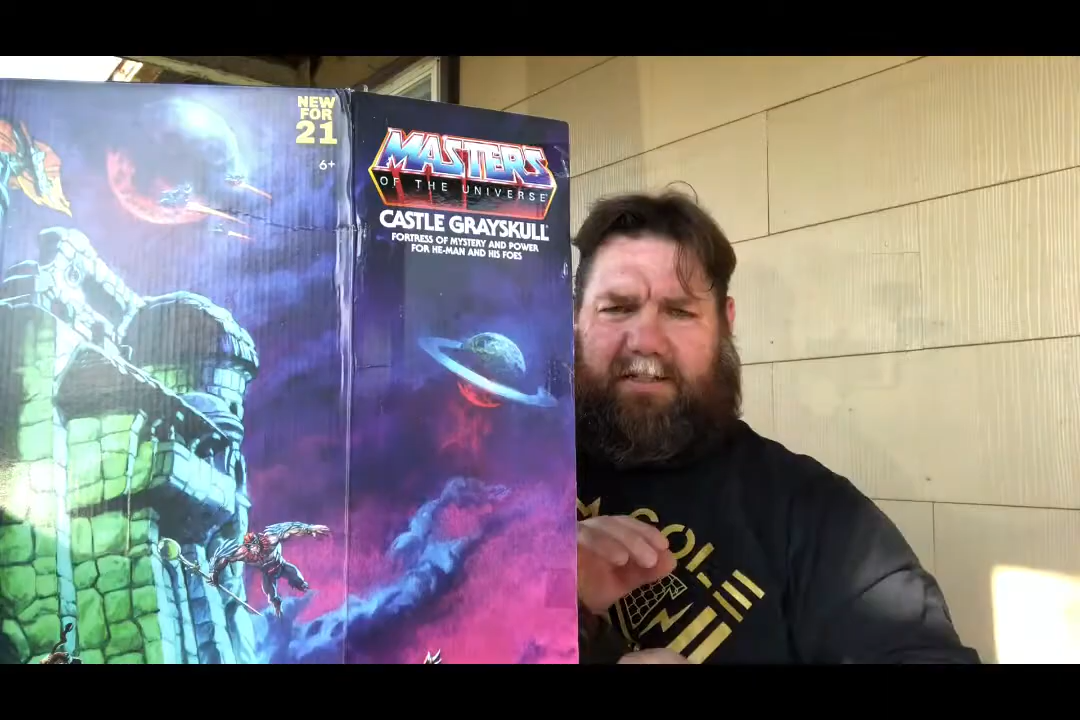 NEW
FOR
21
6+
MASTERS
OF THE UNIVERSE
CASTLE GRAYSKULL
FORTRESS OF MYSTERY AND POWER
FOR HE-MAN AND HIS FOES